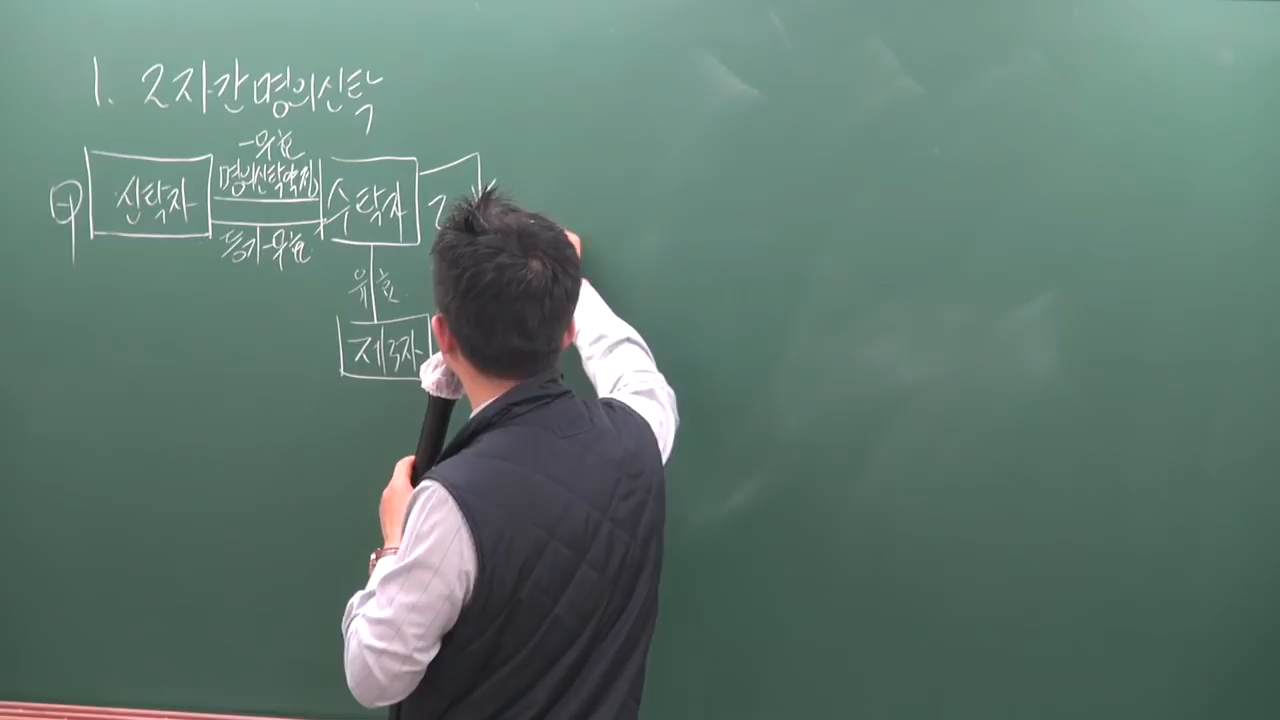 1. 2자간명의신탁
-무효
명의신탁약정
甲 신탁자 수탁자
등기-무효
유효
제3자